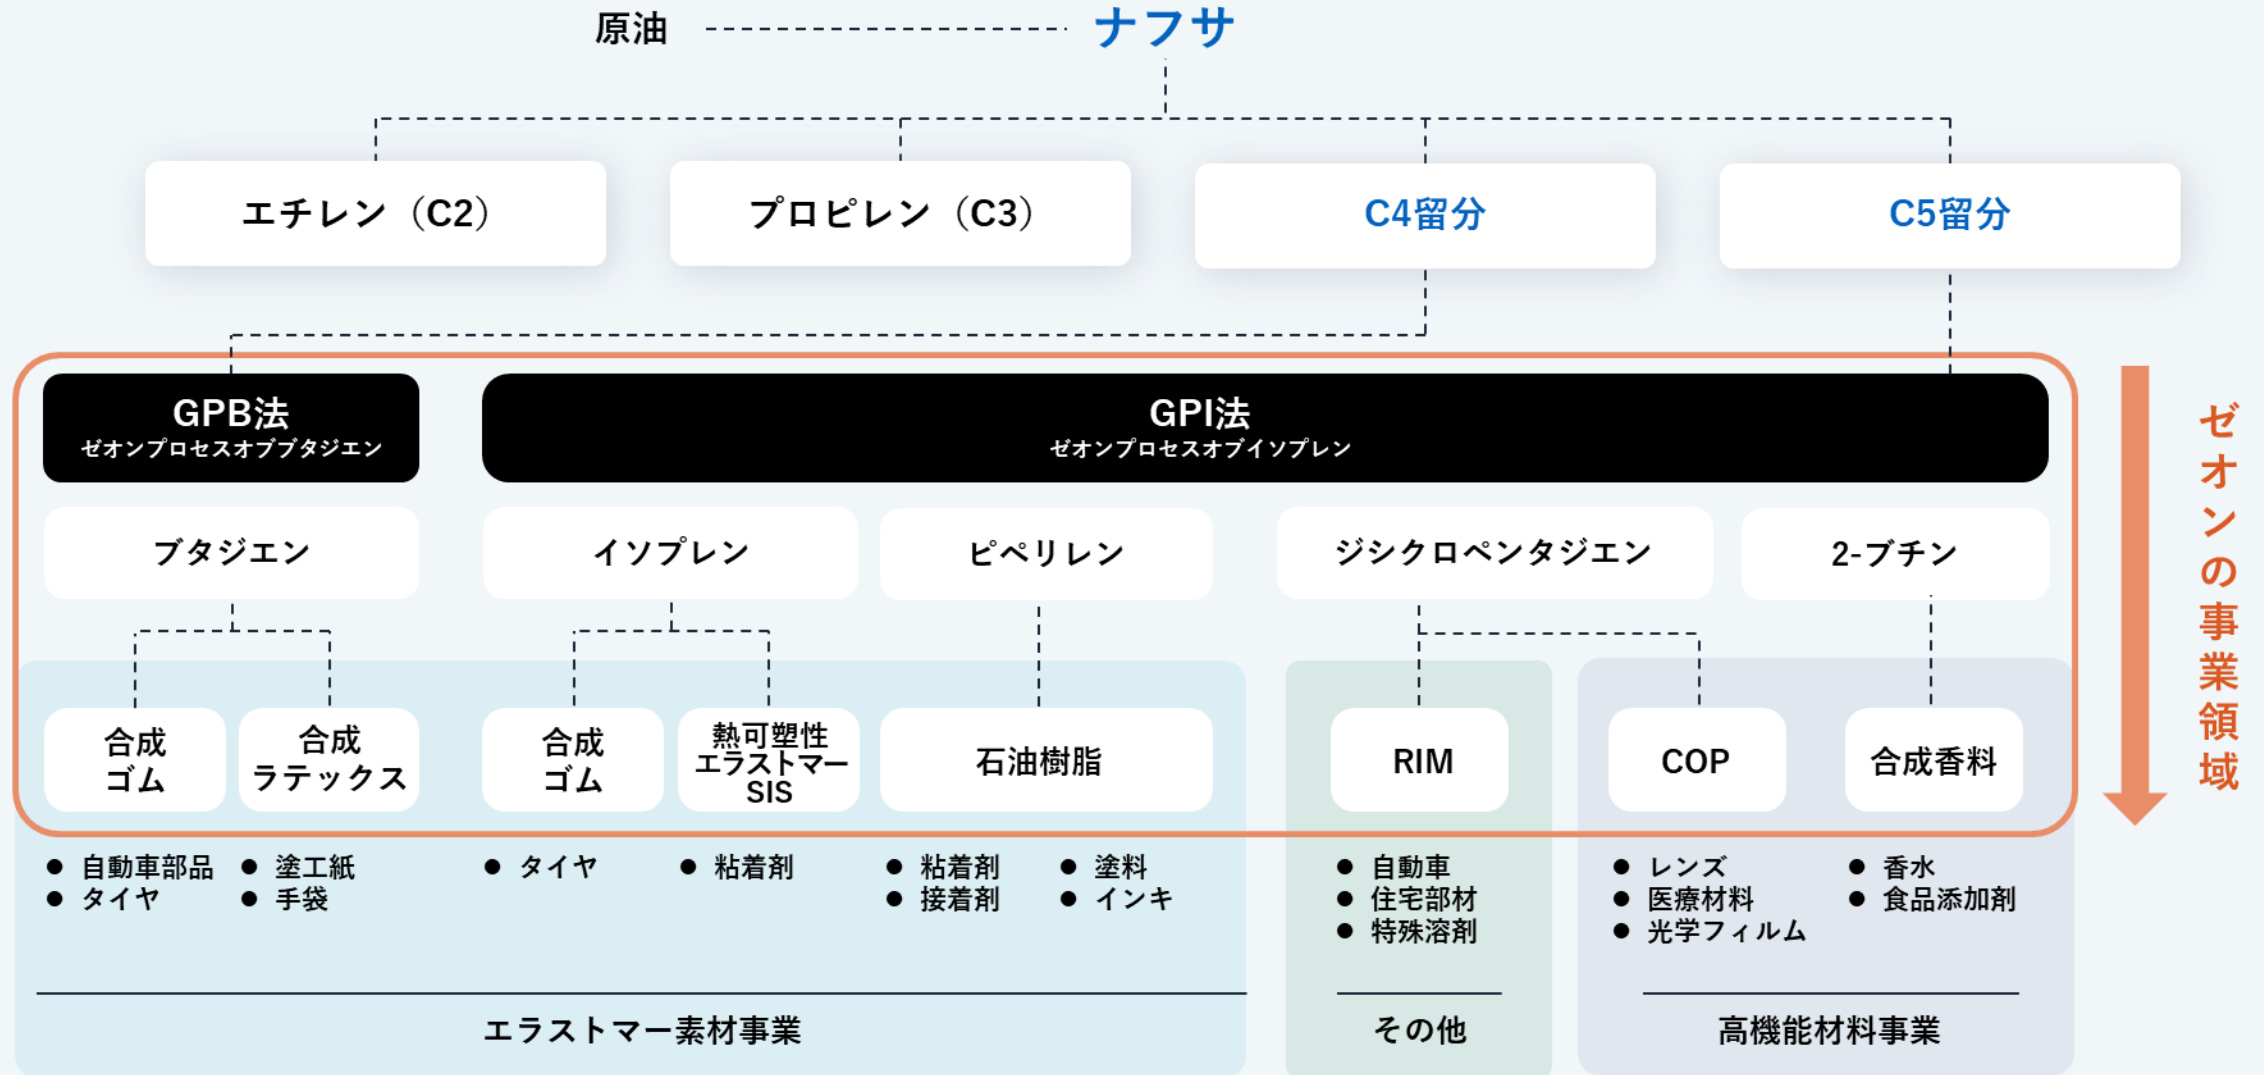 原油
ナフサ
エチレン（C2）
プロピレン（C3）
C4留分
C5留分
GPB法
ゼオンプロセスオブブタジエン
GPI法
ゼオンプロセスオブイソプレン
ブタジエン
イソプレン
ピペリレン
ジシクロペンタジエン
2-ブチン
合成
ゴム
合成
ラテックス
合成
ゴム
熱可塑性
エラストマー
SIS
石油樹脂
RIM
COP
合成香料
● 自動車部品
● タイヤ
● 塗工紙
● 手袋
● タイヤ
● 粘着剤
● 粘着剤
● 接着剤
● 塗料
● インキ
● 自動車
● 住宅部材
● 特殊溶剤
● レンズ
● 医療材料
● 光学フィルム
● 香水
● 食品添加剤
エラストマー素材事業
その他
高機能材料事業
ゼオンの事業領域